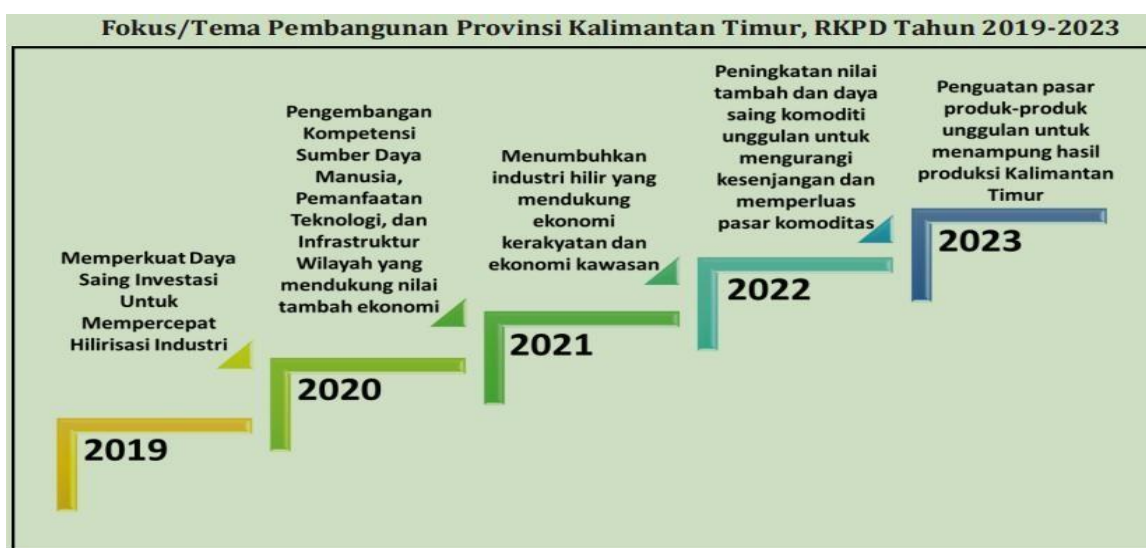 Fokus/Tema Pembangunan Provinsi Kalimantan Timur, RKPD Tahun 2019-2023
Memperkuat Daya
Saing Investasi
Untuk
Mempercepat
Hilirisasi Industri
2019
Pengembangan
Kompetensi
Sumber Daya
Manusia,
Pemanfaatan
Teknologi, dan
Infrastruktur
Wilayah yang
mendukung nilai
tambah ekonomi
2020
Menumbuhkan
industri hilir yang
mendukung
ekonomi
kerakyatan dan
ekonomi kawasan
2021
Peningkatan nilai
tambah dan daya
saing komoditi
unggulan untuk
mengurangi
kesenjangan dan
memperluas
pasar komoditas
2022
Penguatan pasar
produk-produk
unggulan untuk
menampung hasil
produksi Kalimantan
Timur
2023